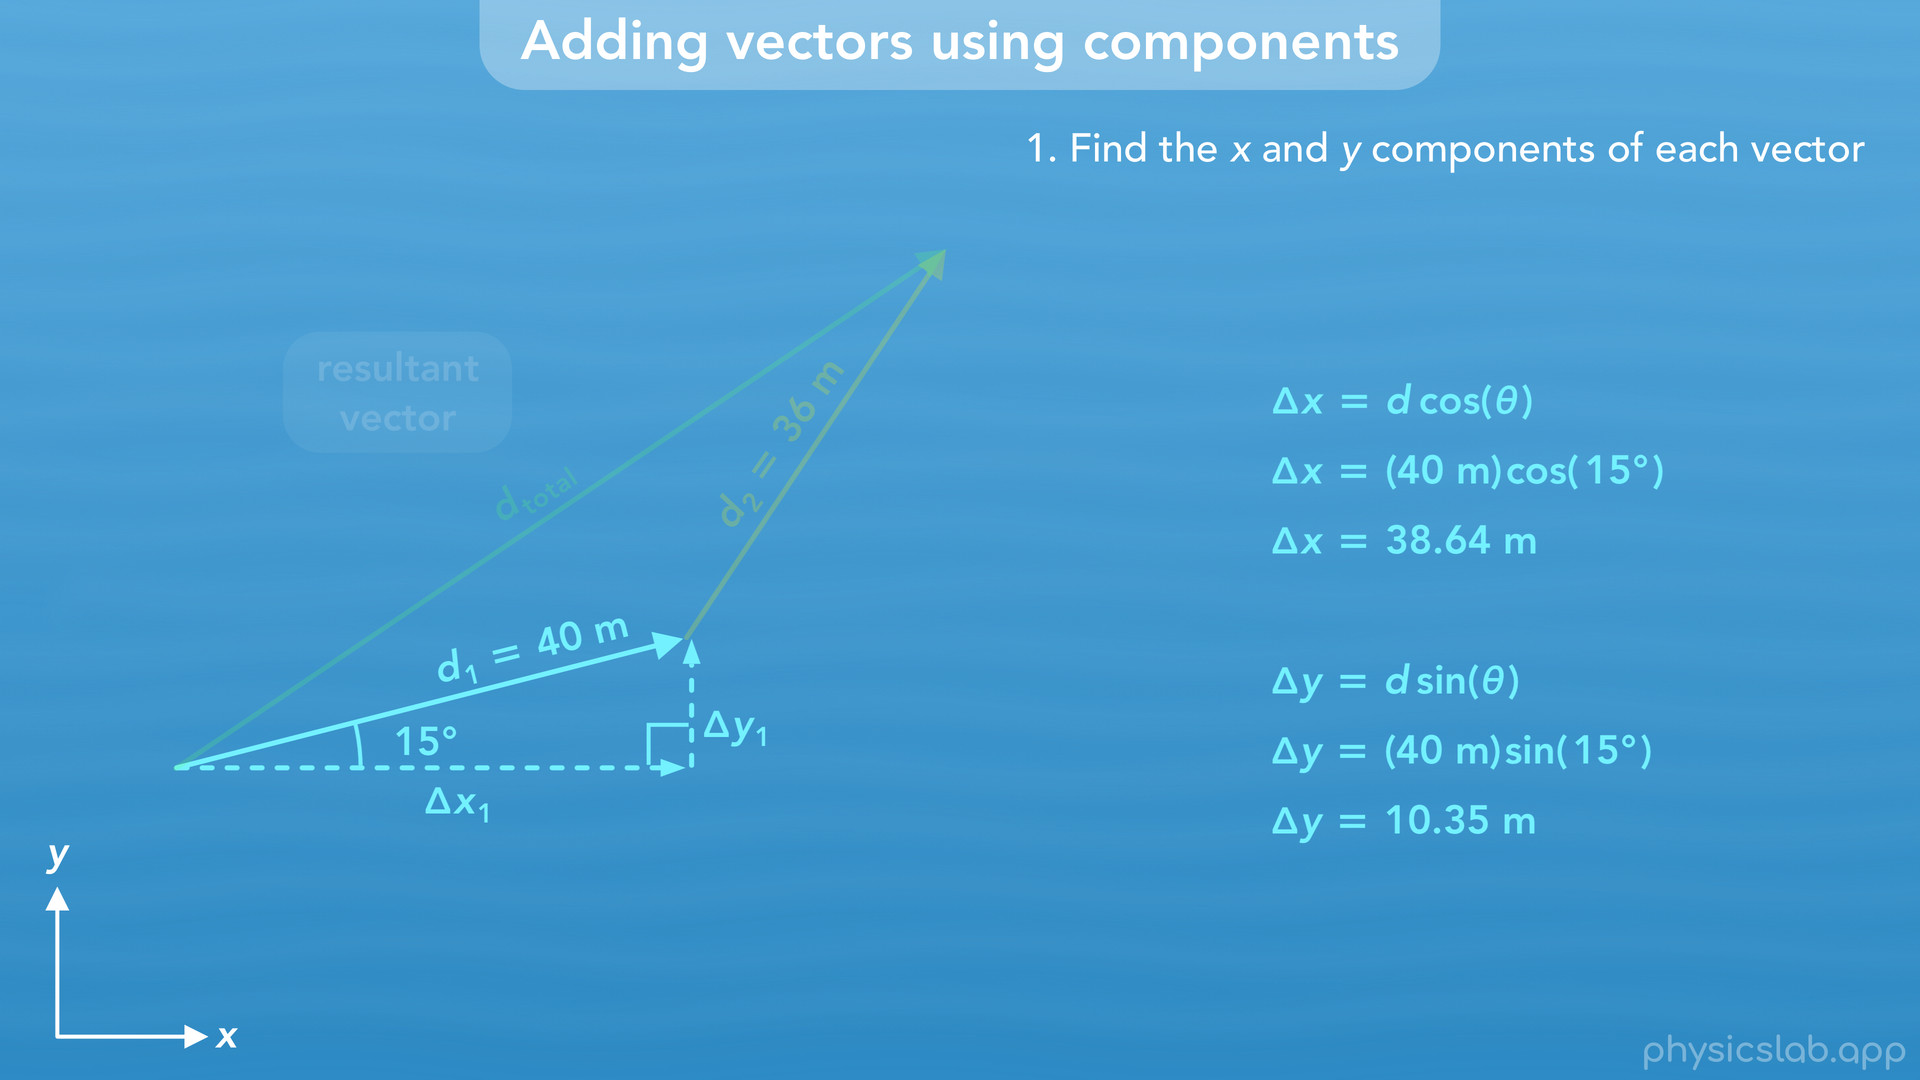 Adding vectors using components
1. Find the x and y components of each vector
resultant
vector
d_total
d₂ = 36 m
d₁ = 40 m
15°
Δy₁
Δx₁
Δx = d cos(θ)
Δx = (40 m)cos(15°)
Δx = 38.64 m
Δy = d sin(θ)
Δy = (40 m)sin(15°)
Δy = 10.35 m
y
x
physicslab.app